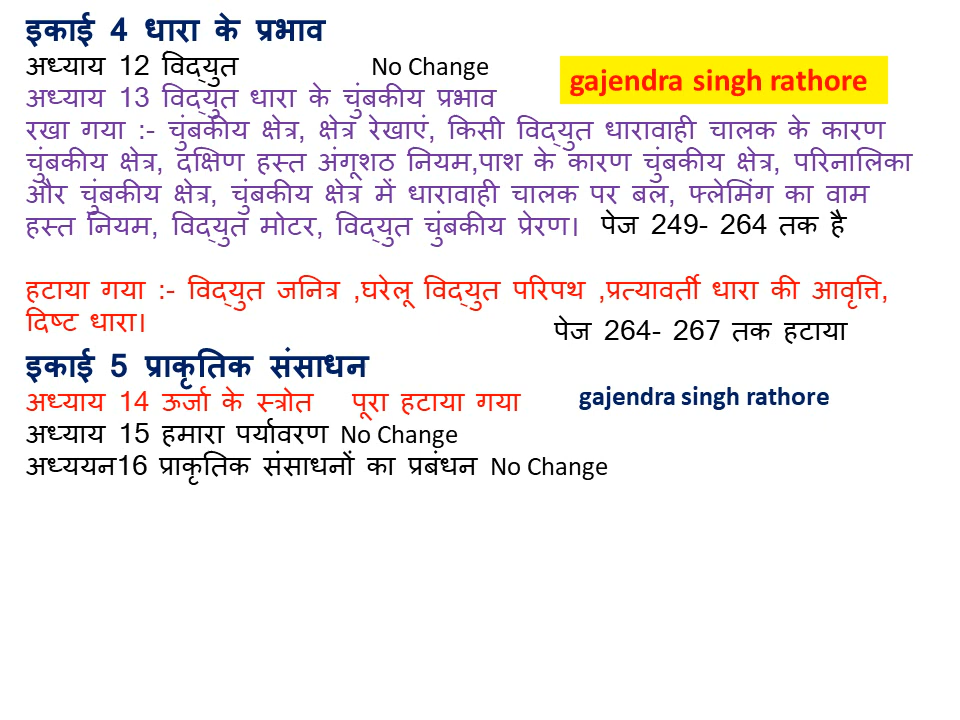 इकाई 4 धारा के प्रभाव
अध्याय 12 विद्युत No Change
gajendra singh rathore
अध्याय 13 विद्युत धारा के चुंबकीय प्रभाव
रखा गया :- चुंबकीय क्षेत्र, क्षेत्र रेखाएं, किसी विद्युत धारावाही चालक के कारण
चुंबकीय क्षेत्र, दक्षिण हस्त अंगूशठ नियम,पाश के कारण चुंबकीय क्षेत्र, परिनालिका
और चुंबकीय क्षेत्र, चुंबकीय क्षेत्र में धारावाही चालक पर बल, फ्लेमिंग का वाम
हस्त नियम, विद्युत मोटर, विद्युत चुंबकीय प्रेरण। पेज 249- 264 तक है
हटाया गया :- विद्युत जनित्र ,घरेलू विद्युत परिपथ ,प्रत्यावर्ती धारा की आवृत्ति,
दिष्ट धारा।
पेज 264- 267 तक हटाया
इकाई 5 प्राकृतिक संसाधन
अध्याय 14 ऊर्जा के स्त्रोत पूरा हटाया गया
gajendra singh rathore
अध्याय 15 हमारा पर्यावरण No Change
अध्ययन16 प्राकृतिक संसाधनों का प्रबंधन No Change